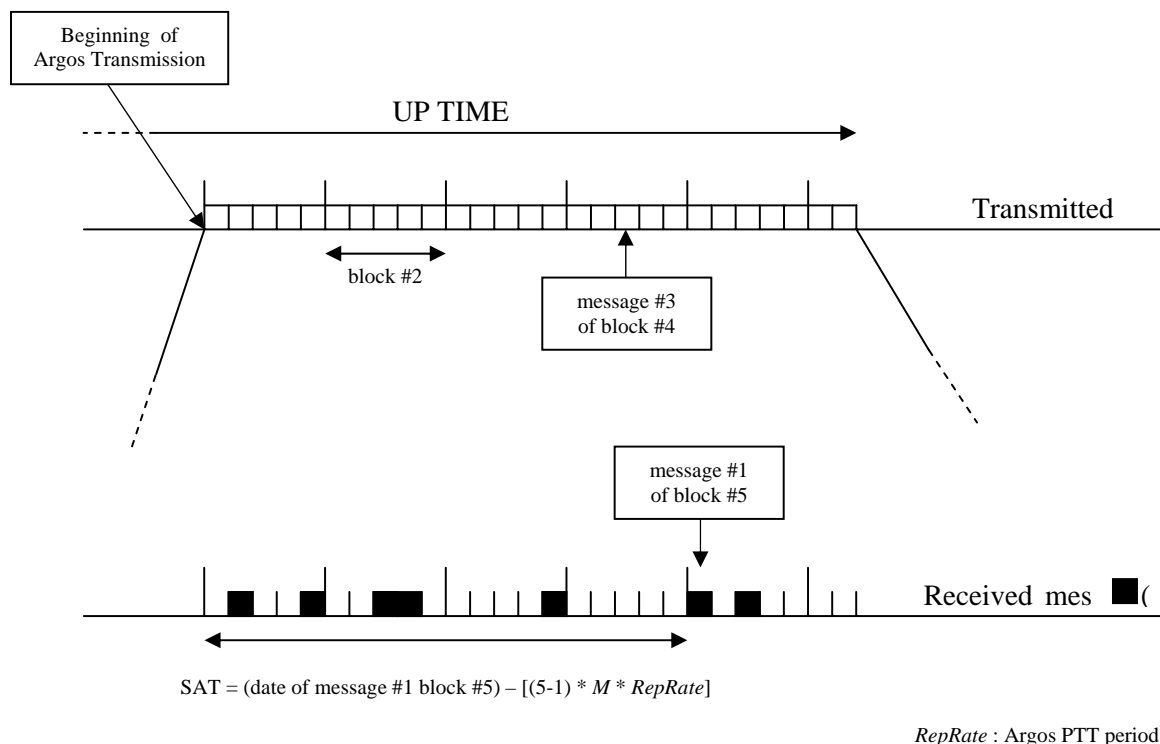 Beginning of
Argos Transmission
UP TIME
Transmitted
block #2
message #3
of block #4
message #1
of block #5
Received mes (
SAT = (date of message #1 block #5) – [(5-1) * M * RepRate]
RepRate : Argos PTT period